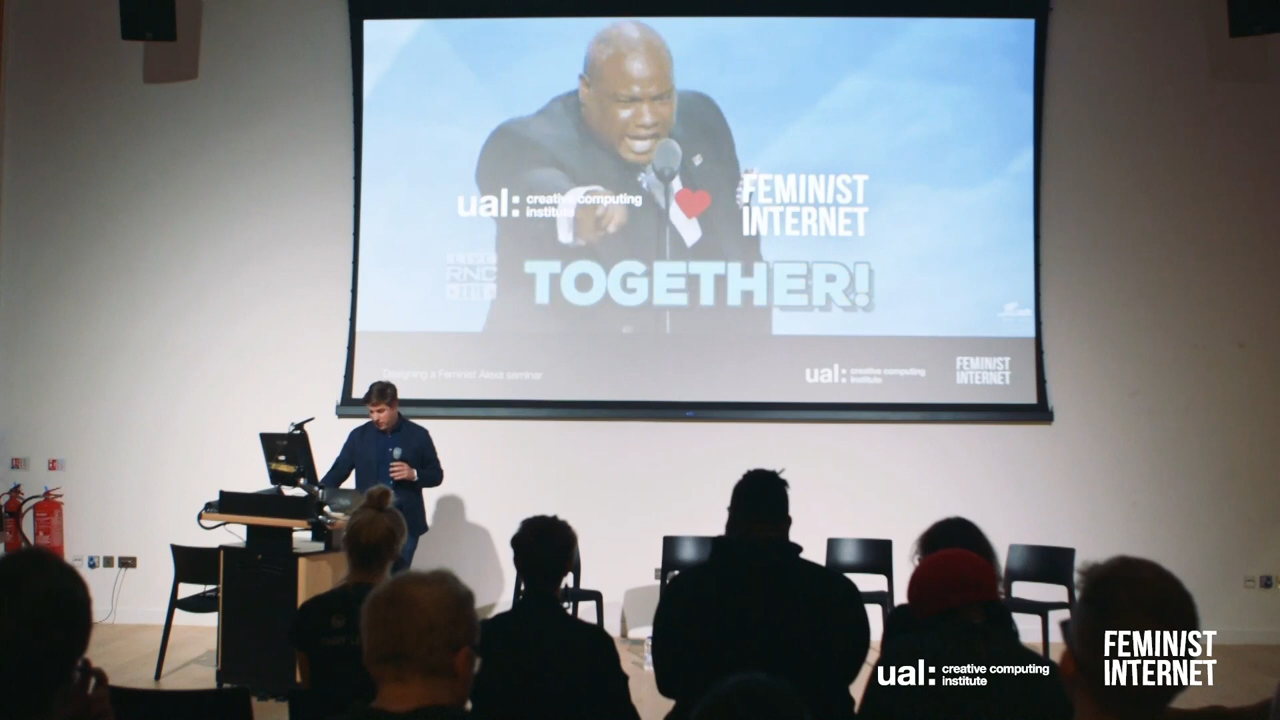 ual: creative computing
institute
FEMINIST
INTERNET
RNC
TOGETHER!
Designing a Feminist Alexa seminar
ual: creative computing
institute
FEMINIST
INTERNET
ual: creative computing
institute
FEMINIST
INTERNET